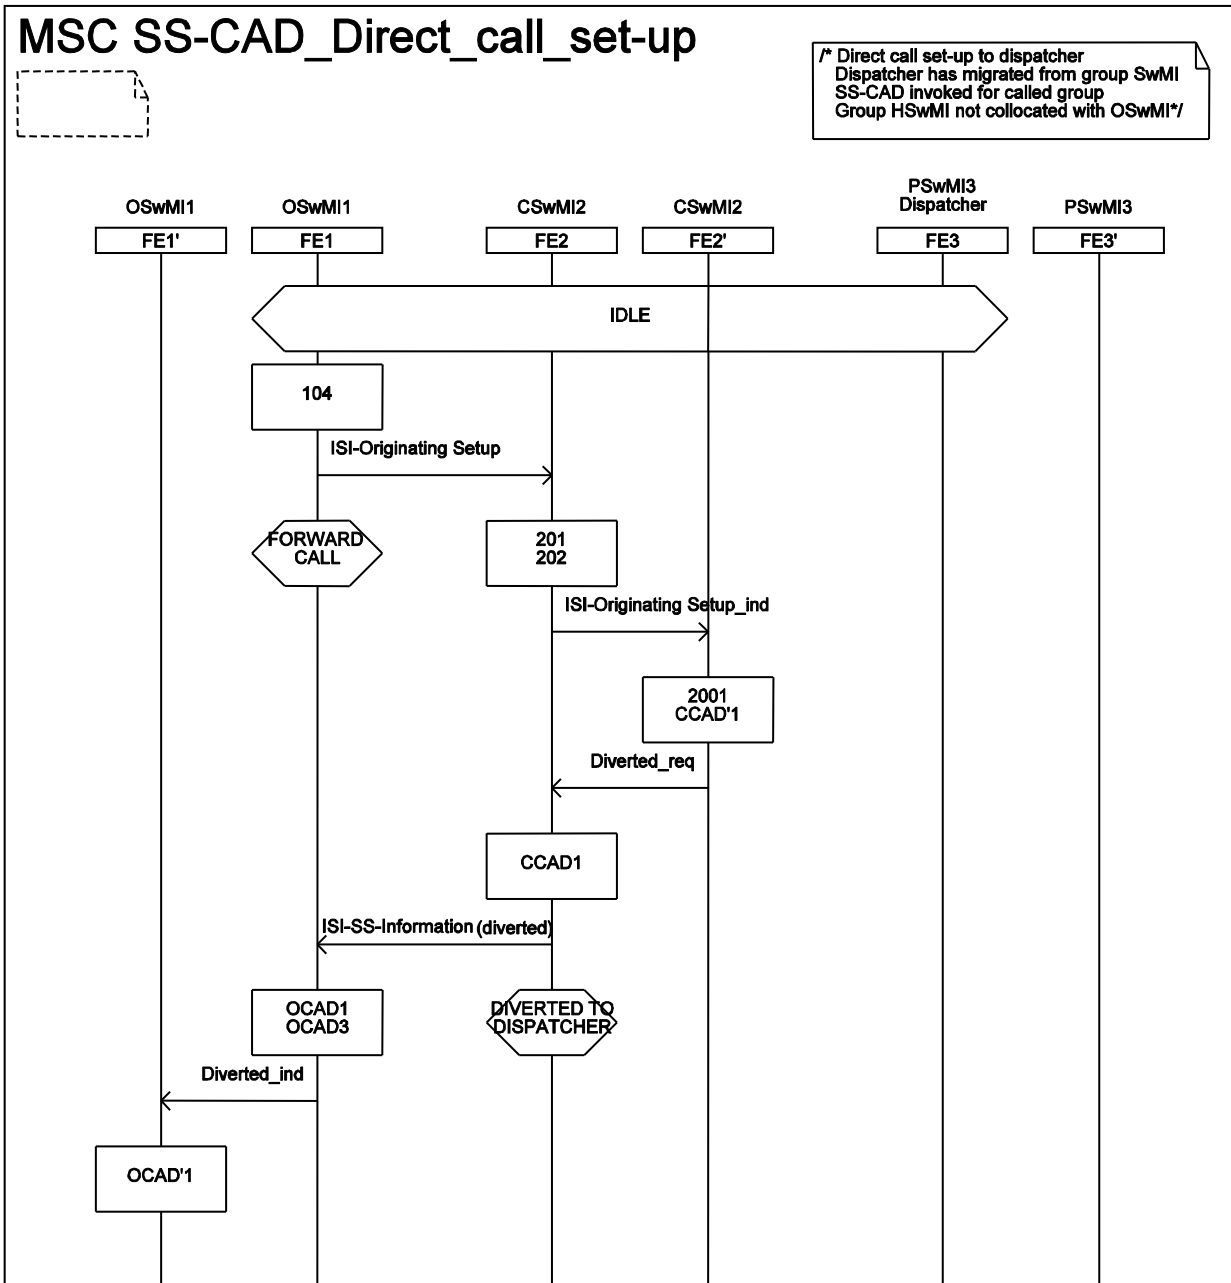 MSC SS-CAD_Direct_call_set-up
/* Direct call set-up to dispatcher
Dispatcher has migrated from group SwMI
SS-CAD invoked for called group
Group HSwMI not collocated with OSwMI*/
OSwMI1
OSwMI1
CSwMI2
CSwMI2
PSwMI3
Dispatcher
PSwMI3
FE1'
FE1
FE2
FE2'
FE3
FE3'
IDLE
104
ISI-Originating Setup
FORWARD
CALL
201
202
ISI-Originating Setup_ind
2001
CCAD'1
Diverted_req
CCAD1
ISI-SS-Information (diverted)
OCAD1
OCAD3
DIVERTED TO
DISPATCHER
Diverted_ind
OCAD'1